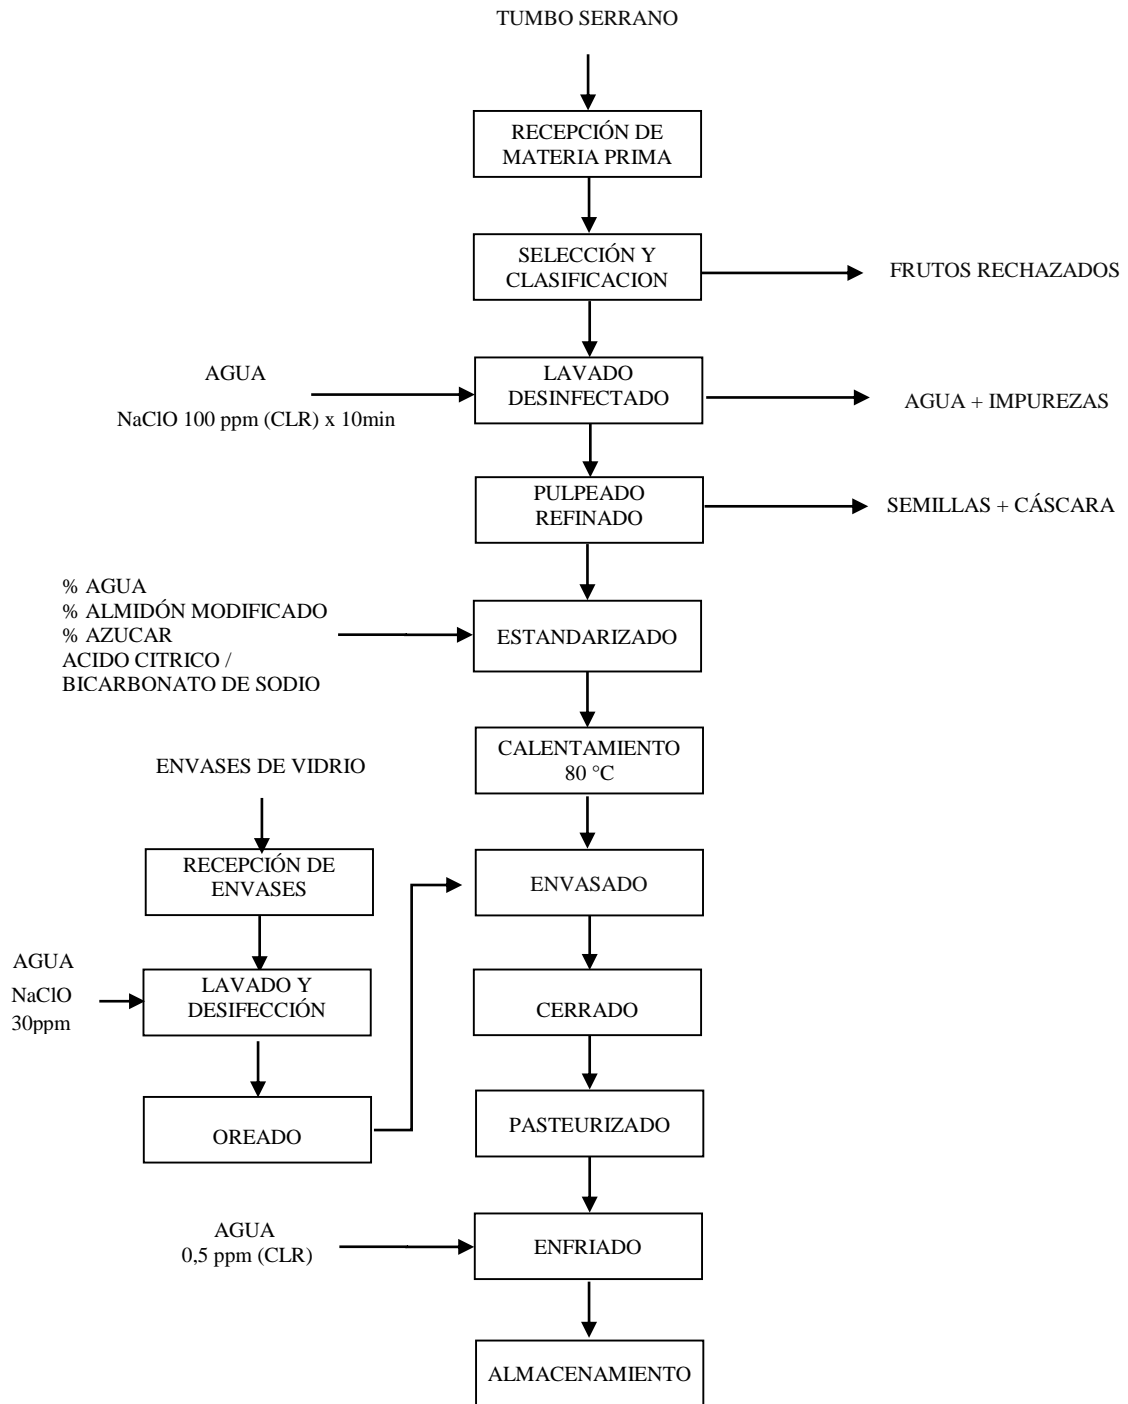 TUMBO SERRANO
RECEPCIÓN DE
MATERIA PRIMA
SELECCIÓN Y
CLASIFICACION
FRUTOS RECHAZADOS
AGUA
NaClO 100 ppm (CLR) x 10min
LAVADO
DESINFECTADO
AGUA + IMPUREZAS
PULPEADO
REFINADO
SEMILLAS + CÁSCARA
% AGUA
% ALMIDÓN MODIFICADO
% AZUCAR
ACIDO CITRICO /
BICARBONATO DE SODIO
ESTANDARIZADO
CALENTAMIENTO
80 °C
ENVASES DE VIDRIO
RECEPCIÓN DE
ENVASES
ENVASADO
AGUA
NaClO
30ppm
LAVADO Y
DESIFECCIÓN
CERRADO
OREADO
PASTEURIZADO
AGUA
0,5 ppm (CLR)
ENFRIADO
ALMACENAMIENTO